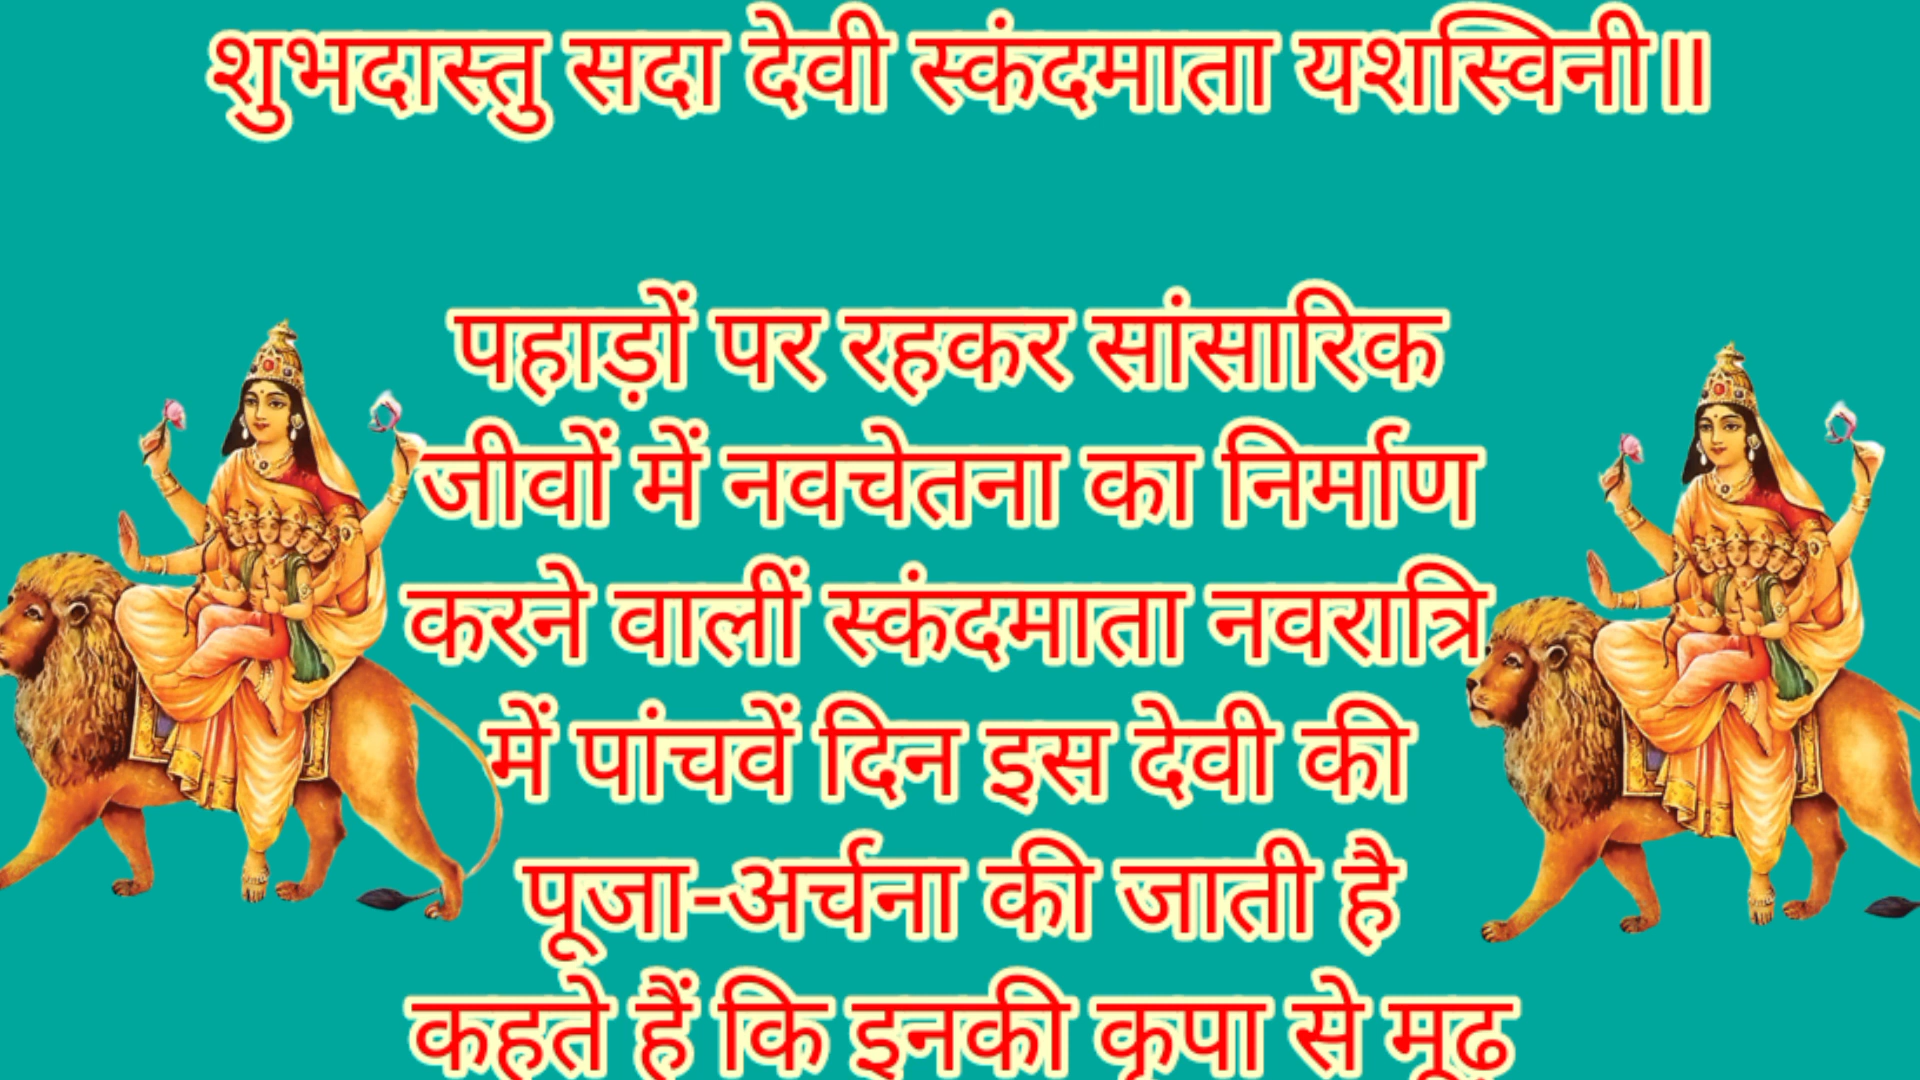 शुभदास्तु सदा देवी स्कंदमाता यशस्विनी॥
पहाड़ों पर रहकर सांसारिक
जीवों में नवचेतना का निर्माण
करने वालीं स्कंदमाता नवरात्रि
में पांचवें दिन इस देवी की
पूजा-अर्चना की जाती है
कहते हैं कि इनकी कृपा से मूढ़